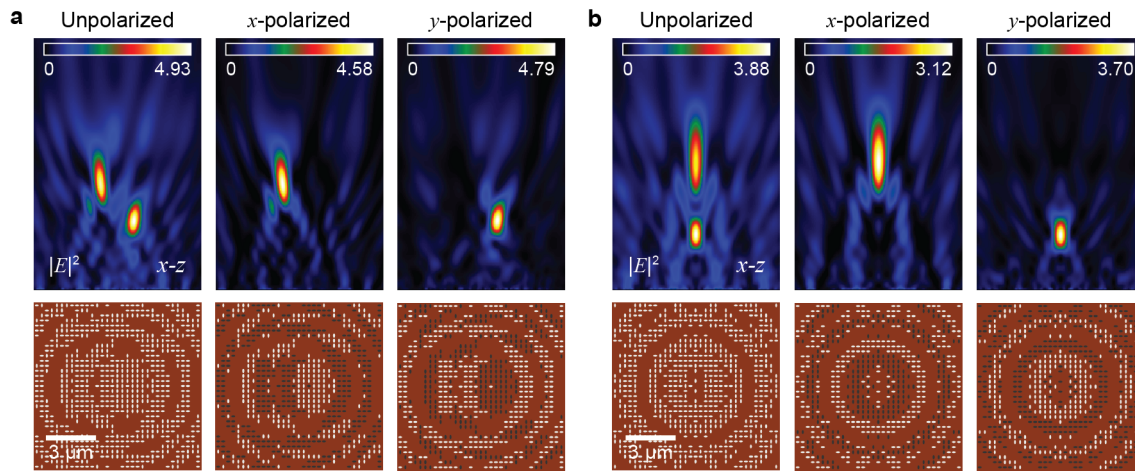 a
Unpolarized
x-polarized
y-polarized
0 4.93
0 4.58
0 4.79
|E|² x-z
3 µm
b
Unpolarized
x-polarized
y-polarized
0 3.88
0 3.12
0 3.70
|E|² x-z
3 µm